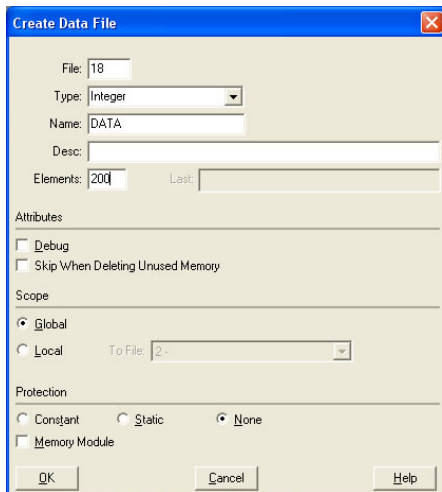 Create Data File
File: 18
Type: Integer
Name: DATA
Desc:
Elements: 200 Last:
Attributes
Debug
Skip When Deleting Unused Memory
Scope
Global
Local To File: 2 -
Protection
Constant Static None
Memory Module
OK Cancel Help